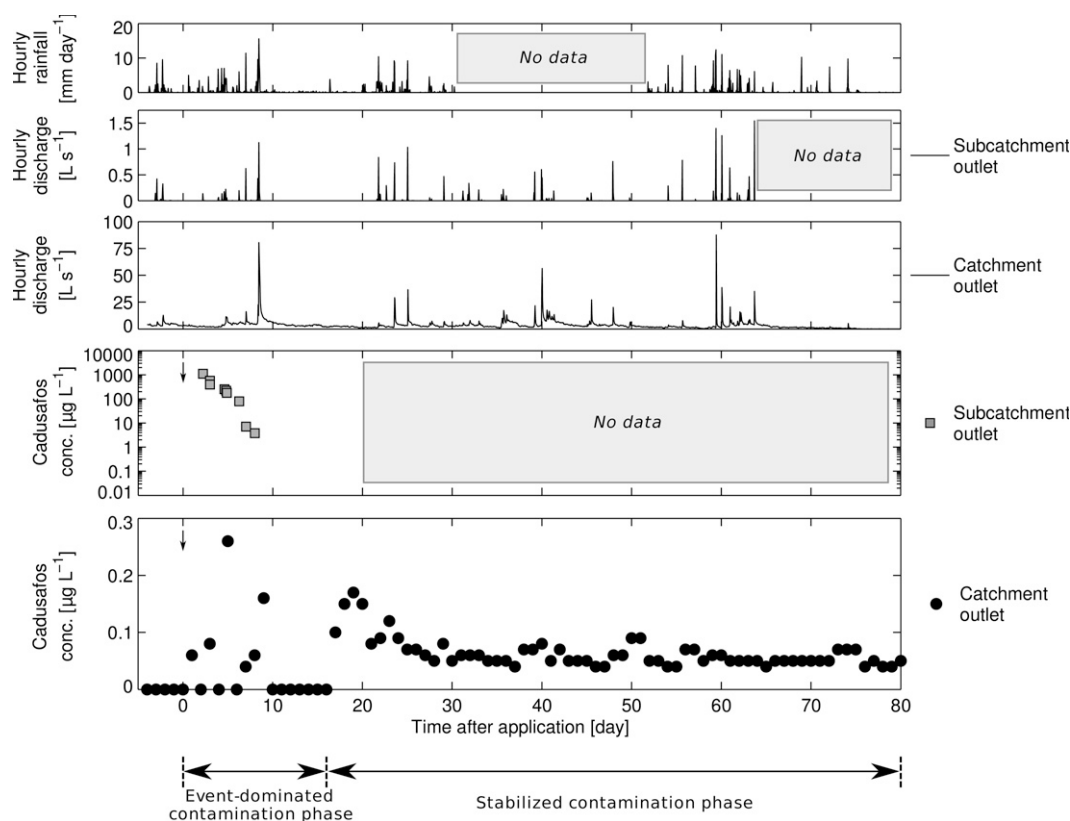 Hourly
rainfall
[mm day⁻¹]
20
10
0
No data
Hourly
discharge
[L s⁻¹]
1.5
1
0.5
0
No data
Subcatchment
outlet
Hourly
discharge
[L s⁻¹]
100
75
50
25
0
Catchment
outlet
Cadusafos
conc. [µg L⁻¹]
10000
1000
100
10
1
0.1
0.01
No data
Subcatchment
outlet
Cadusafos
conc. [µg L⁻¹]
0.3
0.2
0.1
0
Catchment
outlet
0 10 20 30 40 50 60 70 80
Time after application [day]
Event-dominated
contamination phase
Stabilized contamination phase